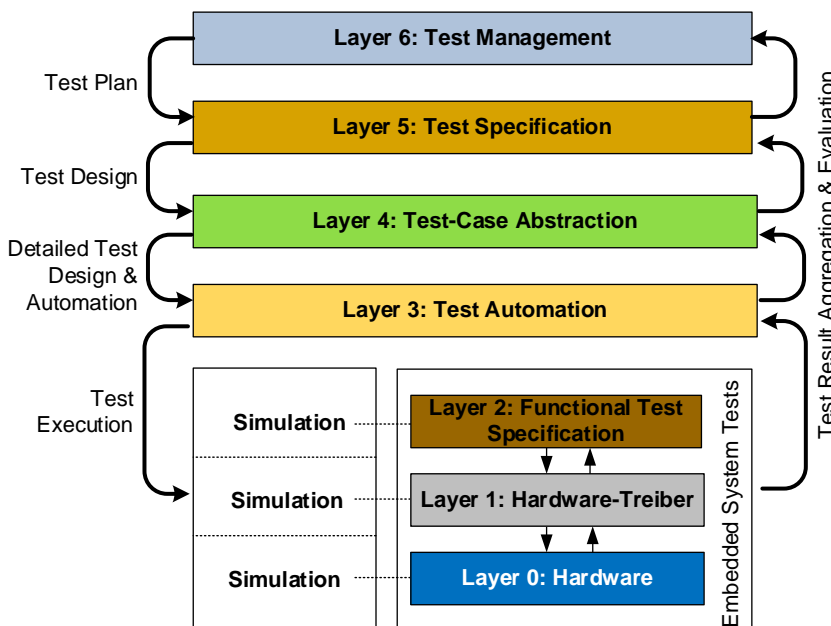 Layer 6: Test Management
Test Plan
Layer 5: Test Specification
Test Design
Layer 4: Test-Case Abstraction
Detailed Test
Design &
Automation
Layer 3: Test Automation
Test
Execution
Simulation
Layer 2: Functional Test
Specification
Simulation
Layer 1: Hardware-Treiber
Simulation
Layer 0: Hardware
Embedded System Tests
Test Result Aggregation & Evaluation